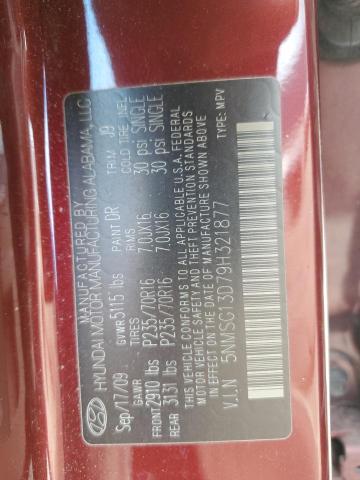 MANUFACTURED BY
HYUNDAI MOTOR MANUFACTURING ALABAMA, LLC
Sep/17/09 PAINT DR TRIM J9
GVWR 5115 lbs
GAWR TIRES RIMS COLD TIRE INFL
FRONT 2910 lbs P235/70R16 7.0JX16 30 psi SINGLE
REAR 3131 lbs P235/70R16 7.0JX16 30 psi SINGLE
THIS VEHICLE CONFORMS TO ALL APPLICABLE U.S.A. FEDERAL
MOTOR VEHICLE SAFETY AND THEFT PREVENTION STANDARDS
IN EFFECT ON THE DATE OF MANUFACTURE SHOWN ABOVE
V.I.N 5NMSG13D79H321877 TYPE: MPV